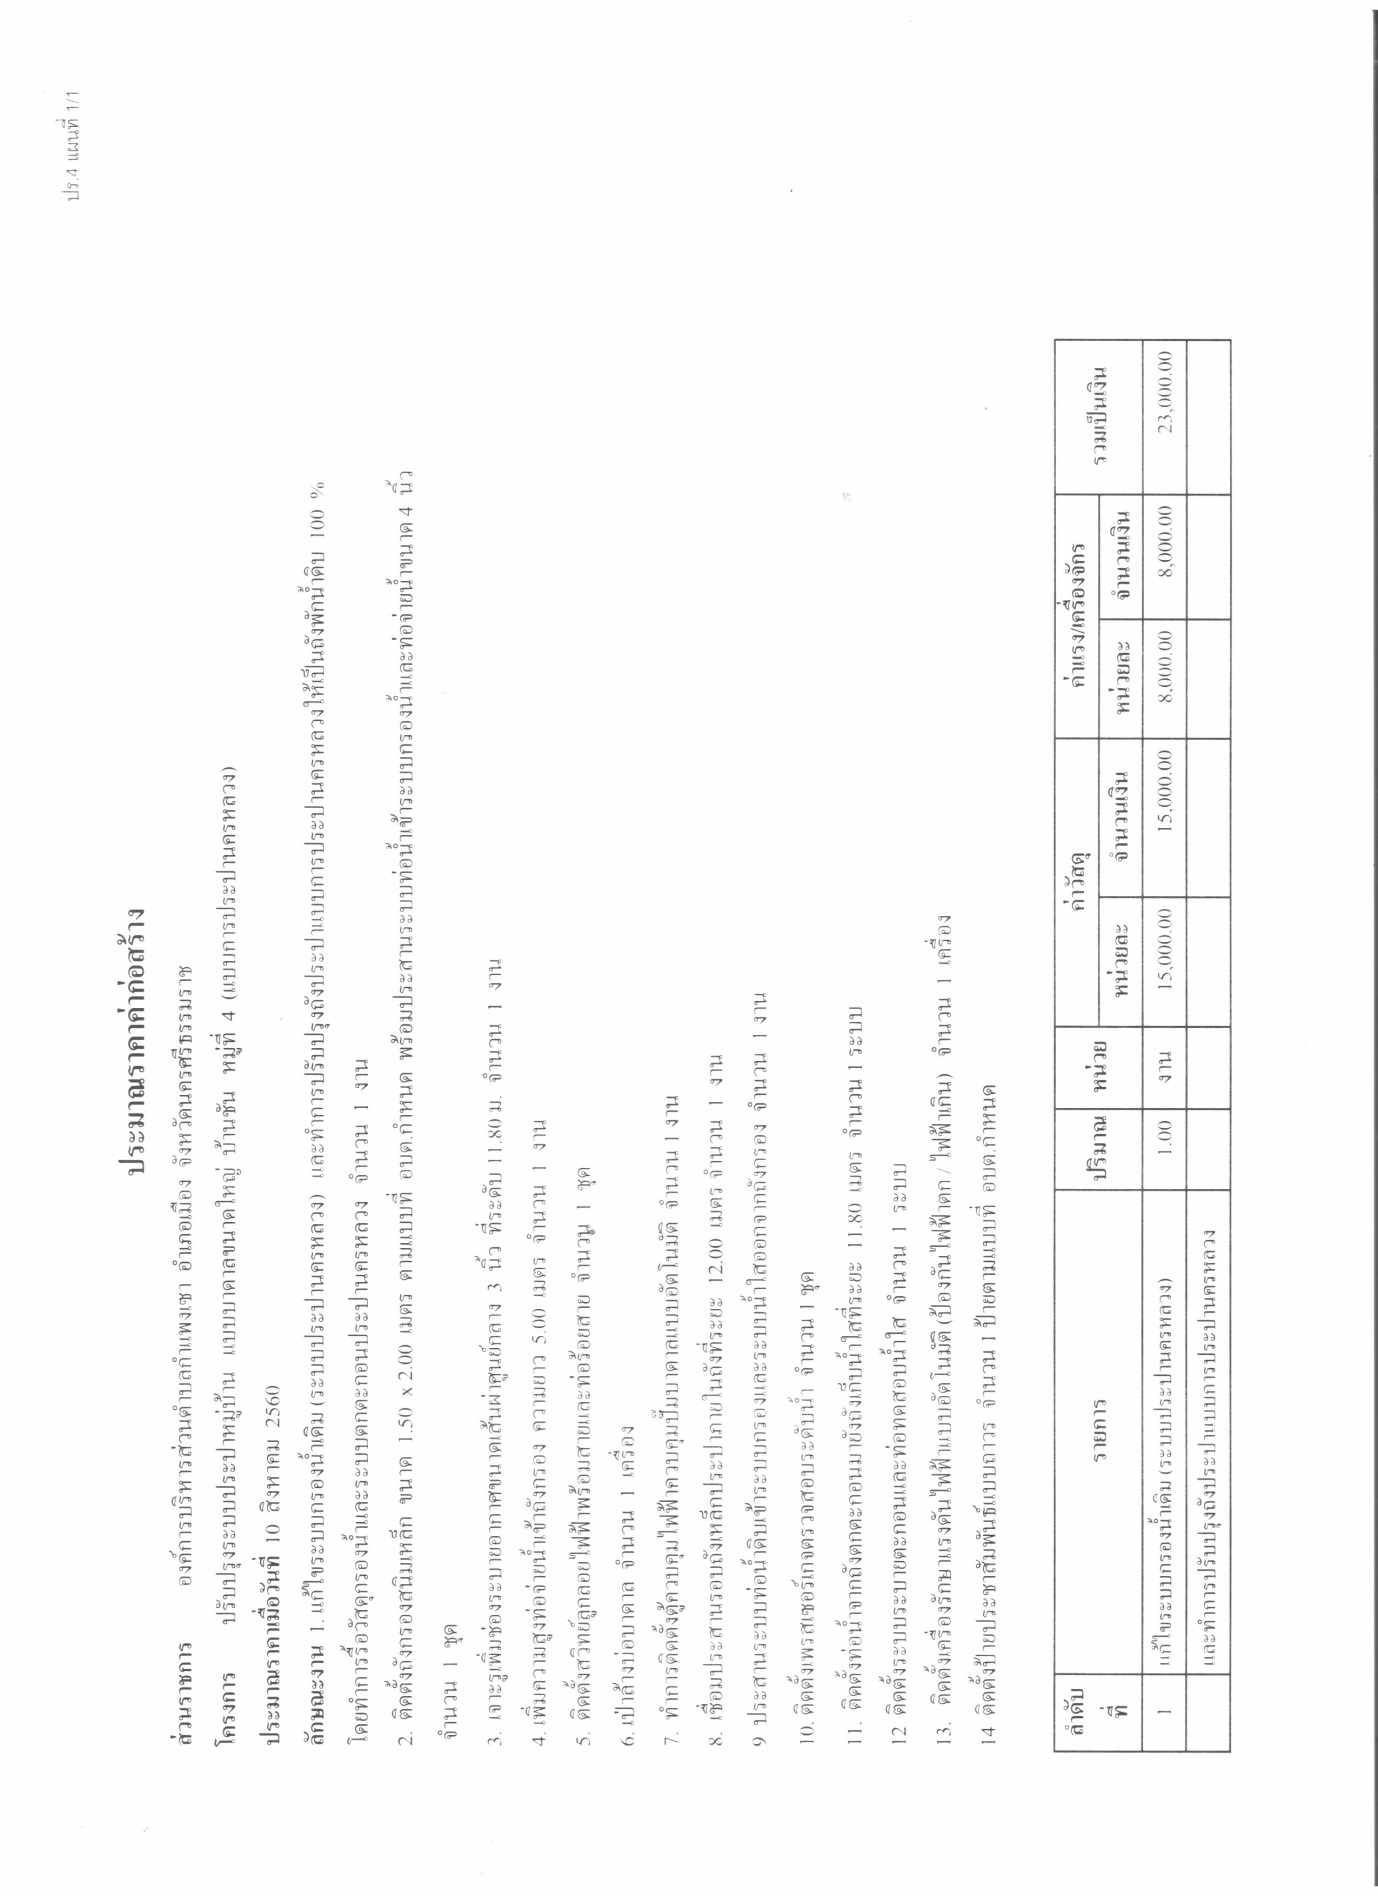 ปร.4 แผนที่ 1/1
ประมาณราคาค่าก่อสร้าง
ส่วนราชการ องค์การบริหารส่วนตำบลกำแพงเซา อำเภอเมือง จังหวัดนครศรีธรรมราช
โครงการ ปรับปรุงระบบประปาหมู่บ้าน แบบบาดาลขนาดใหญ่ บ้านชัน หมู่ที่ 4 (แบบการประปานครหลวง)
ประมาณราคาเมื่อวันที่ 10 สิงหาคม 2560
ลักษณะงาน 1. แก้ไขระบบกรองน้ำเดิม (ระบบประปานครหลวง) และทำการปรับปรุงถังประปาแบบการประปานครหลวงให้เป็นถังพักน้ำดิบ 100 %
โดยทำการรื้อวัสดุกรองน้ำและระบบตกตะกอนประปานครหลวง จำนวน 1 งาน
2. ติดตั้งถังกรองสนิมเหล็ก ขนาด 1.50 x 2.00 เมตร ตามแบบที่ อบต.กำหนด พร้อมประสานระบบท่อน้ำเข้าระบบกรองน้ำและท่อจ่ายน้ำขนาด 4 นิ้ว
จำนวน 1 ชุด
3. เจาะรูเพิ่มช่องระบายอากาศขนาดเส้นผ่าศูนย์กลาง 3 นิ้ว ที่ระดับ 11.80 ม. จำนวน 1 งาน
4. เพิ่มความสูงท่อจ่ายน้ำเข้าถังกรอง ความยาว 5.00 เมตร จำนวน 1 งาน
5. ติดตั้งสวิทย์ลูกลอยไฟฟ้าพร้อมสายและท่อร้อยสาย จำนวน 1 ชุด
6. เป่าล้างบ่อบาดาล จำนวน 1 เครื่อง
7. ทำการติดตั้งตู้ควบคุมไฟฟ้าควบคุมปั๊มบาดาลแบบอัตโนมัติ จำนวน 1 งาน
8. เชื่อมประสานรอบถังเหล็กประปาภายในถังที่ระยะ 12.00 เมตร จำนวน 1 งาน
9 ประสานระบบท่อน้ำดิบเข้าระบบกรองและระบบน้ำใสออกจากถังกรอง จำนวน 1 งาน
10. ติดตั้งเพรสเชอร์เกจตรวจสอบระดับน้ำ จำนวน 1 ชุด
11. ติดตั้งท่อน้ำจากถังตกตะกอนมายังถังเก็บน้ำใสที่ระยะ 11.80 เมตร จำนวน 1 ระบบ
12 ติดตั้งระบบระบายตะกอนและท่อทดสอบน้ำใส จำนวน 1 ระบบ
13. ติดตั้งเครื่องรักษาแรงดันไฟฟ้าแบบอัตโนมัติ (ป้องกันไฟฟ้าตก / ไฟฟ้าเกิน) จำนวน 1 เครื่อง
14 ติดตั้งป้ายประชาสัมพันธ์แบบถาวร จำนวน 1 ป้ายตามแบบที่ อบต.กำหนด
ลำดับที่ รายการ ปริมาณ หน่วย ค่าวัสดุ ค่าแรง/เครื่องจักร รวมเป็นเงิน
หน่วยละ จำนวนเงิน หน่วยละ จำนวนเงิน
1 แก้ไขระบบกรองน้ำเดิม (ระบบประปานครหลวง) 1.00 งาน 15,000.00 15,000.00 8,000.00 8,000.00 23,000.00
และทำการปรับปรุงถังประปาแบบการประปานครหลวง